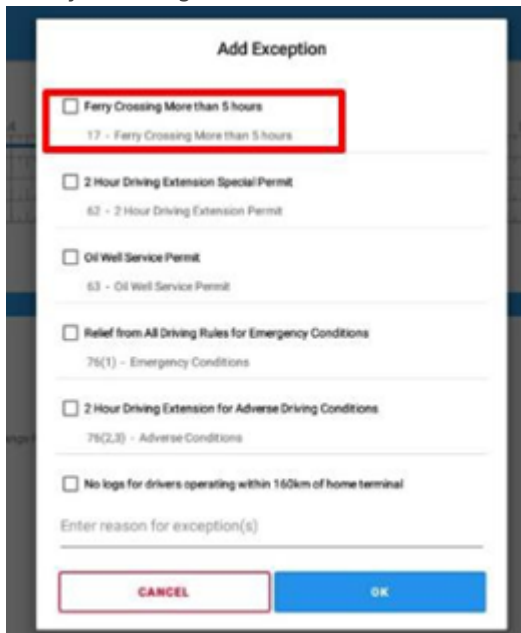 Add Exception
Ferry Crossing More than 5 hours
17 - Ferry Crossing More than 5 hours
2 Hour Driving Extension Special Permit
62 - 2 Hour Driving Extension Permit
Oil Well Service Permit
63 - Oil Well Service Permit
Relief from All Driving Rules for Emergency Conditions
76(1) - Emergency Conditions
2 Hour Driving Extension for Adverse Driving Conditions
76(2,3) - Adverse Conditions
No logs for drivers operating within 160km of home terminal
Enter reason for exception(s)
CANCEL
OK